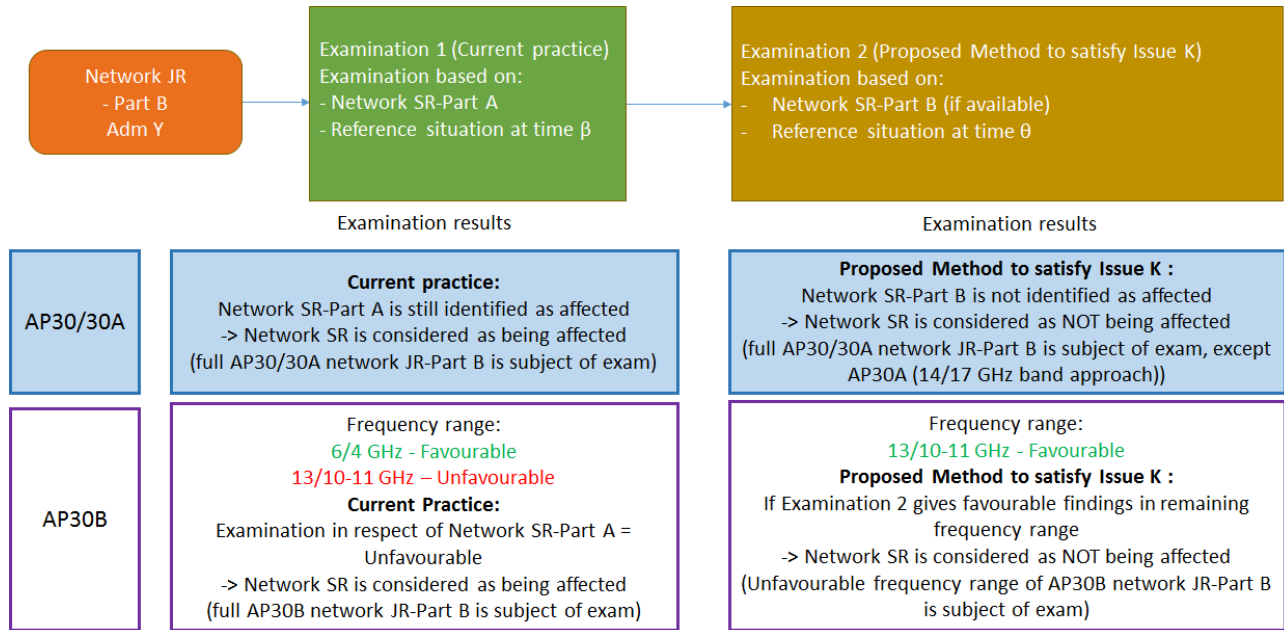 Network JR
- Part B
Adm Y
Examination 1 (Current practice)
Examination based on:
- Network SR-Part A
- Reference situation at time β
Examination 2 (Proposed Method to satisfy Issue K)
Examination based on:
- Network SR-Part B (if available)
- Reference situation at time θ
Examination results
Examination results
AP30/30A
Current practice:
Network SR-Part A is still identified as affected
-> Network SR is considered as being affected
(full AP30/30A network JR-Part B is subject of exam)
Proposed Method to satisfy Issue K :
Network SR-Part B is not identified as affected
-> Network SR is considered as NOT being affected
(full AP30/30A network JR-Part B is subject of exam, except
AP30A (14/17 GHz band approach))
AP30B
Frequency range:
6/4 GHz - Favourable
13/10-11 GHz – Unfavourable
Current Practice:
Examination in respect of Network SR-Part A =
Unfavourable
-> Network SR is considered as being affected
(full AP30B network JR-Part B is subject of exam)
Frequency range:
13/10-11 GHz - Favourable
Proposed Method to satisfy Issue K :
If Examination 2 gives favourable findings in remaining
frequency range
-> Network SR is considered as NOT being affected
(Unfavourable frequency range of AP30B network JR-Part B
is subject of exam)